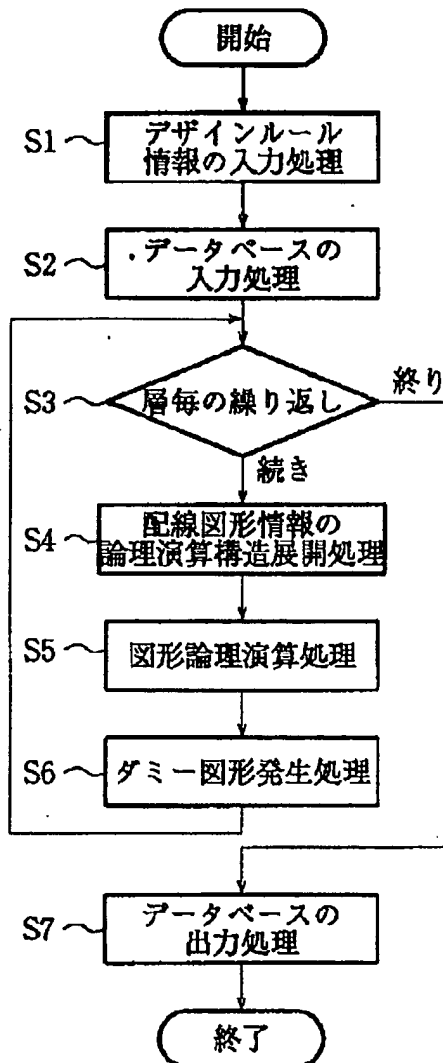 開始
S1
デザインルール
情報の入力処理
S2
データベースの
入力処理
S3
層毎の繰り返し
終り
続き
S4
配線図形情報の
論理演算構造展開処理
S5
図形論理演算処理
S6
ダミー図形発生処理
S7
データベースの
出力処理
終了